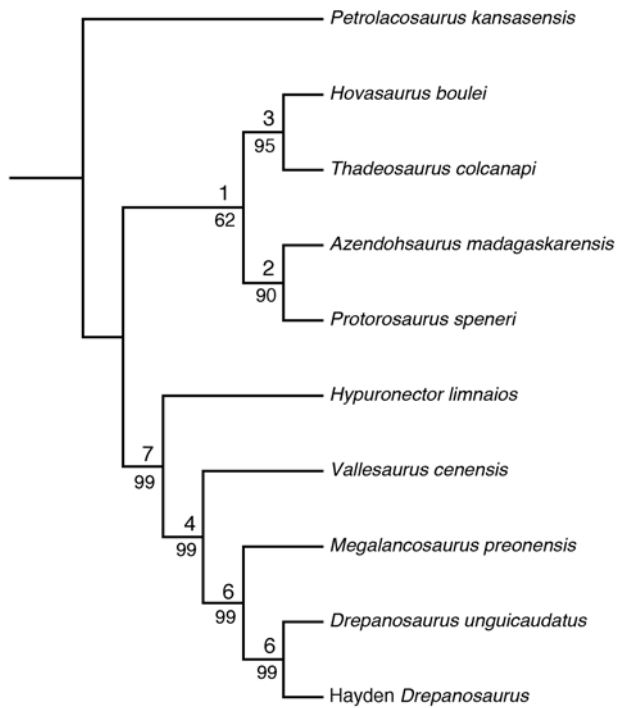 Petrolacosaurus kansasensis
Hovasaurus boulei
3
95
Thadeosaurus colcanapi
1
62
Azendohsaurus madagaskarensis
2
90
Protorosaurus speneri
Hypuronector limnaios
7
99
Vallesaurus cenensis
4
99
Megalancosaurus preonensis
6
99
Drepanosaurus unguicaudatus
6
99
Hayden Drepanosaurus